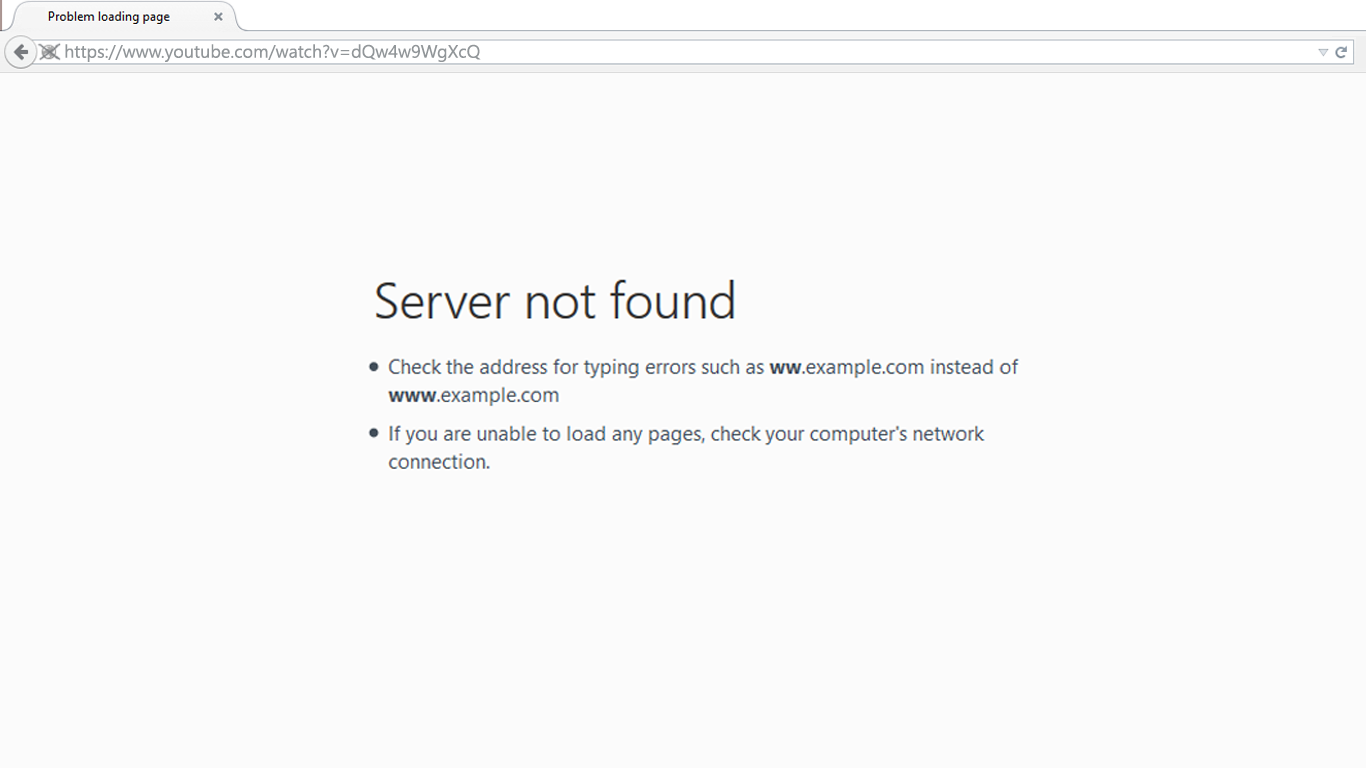 Problem loading page
https://www.youtube.com/watch?v=dQw4w9WgXcQ
Server not found
Check the address for typing errors such as ww.example.com instead of
www.example.com
If you are unable to load any pages, check your computer's network
connection.